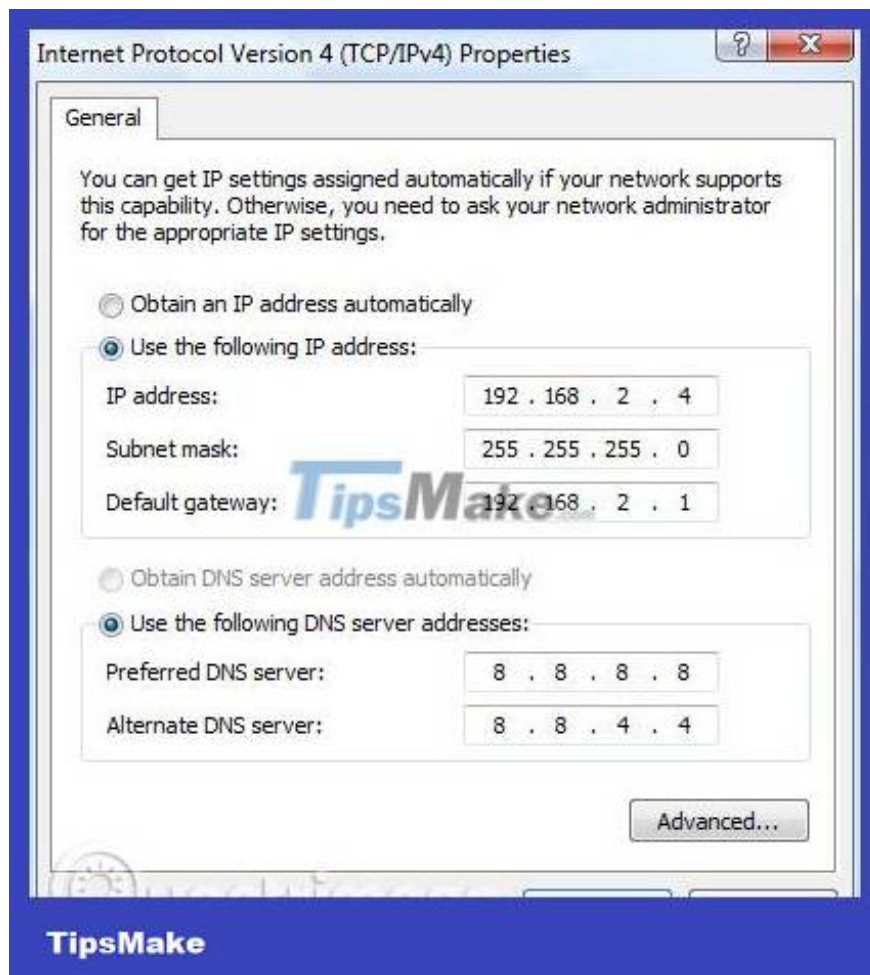 Internet Protocol Version 4 (TCP/IPv4) Properties
General
You can get IP settings assigned automatically if your network supports
this capability. Otherwise, you need to ask your network administrator
for the appropriate IP settings.
Obtain an IP address automatically
Use the following IP address:
IP address: 192 . 168 . 2 . 4
Subnet mask: 255 . 255 . 255 . 0
Default gateway: 192 . 168 . 2 . 1
TipsMake.com
Obtain DNS server address automatically
Use the following DNS server addresses:
Preferred DNS server: 8 . 8 . 8 . 8
Alternate DNS server: 8 . 8 . 4 . 4
Advanced...
TipsMake